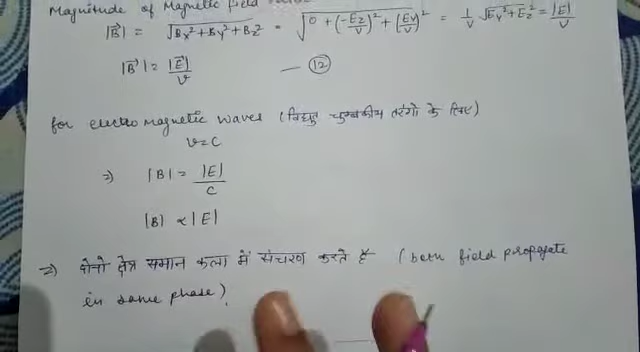 Magnitude of Magnetic field
|B⃗| = √Bx²+By²+Bz² = √0+(-Ez/v)²+(Ey/v)² = 1/v √Ey²+Ez² = |E|/v
|B⃗| = |E⃗|/v — (12)
for electromagnetic waves (विद्युत चुम्बकीय तरंगो के लिए)
v=c
⇒ |B| = |E|/c
|B| ∝ |E|
⇒ दोनो क्षेत्र समान कला में संचरण करते हैं (both field propagate
in same phase).